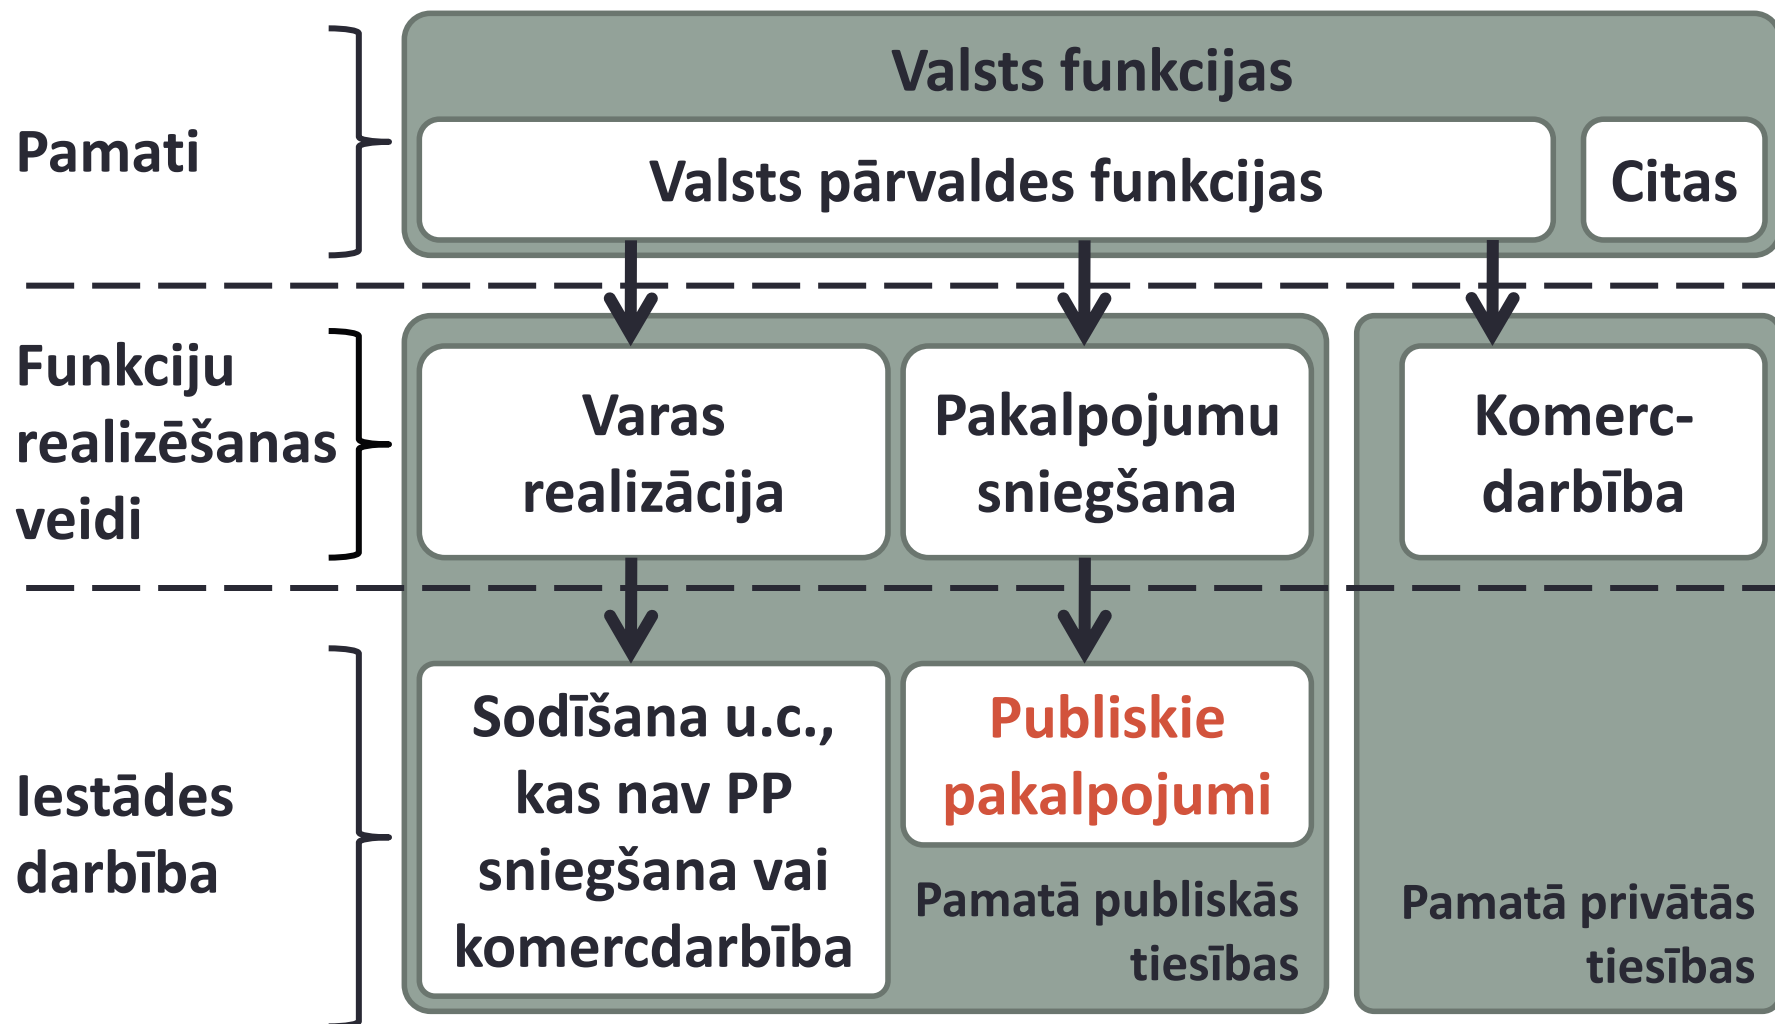 Valsts funkcijas
Pamati
Valsts pārvaldes funkcijas
Citas
Funkciju
realizēšanas
veidi
Varas
realizācija
Pakalpojumu
sniegšana
Komerc-
darbība
Iestādes
darbība
Sodīšana u.c.,
kas nav PP
sniegšana vai
komercdarbība
Publiskie
pakalpojumi
Pamatā publiskās
tiesības
Pamatā privātās
tiesības